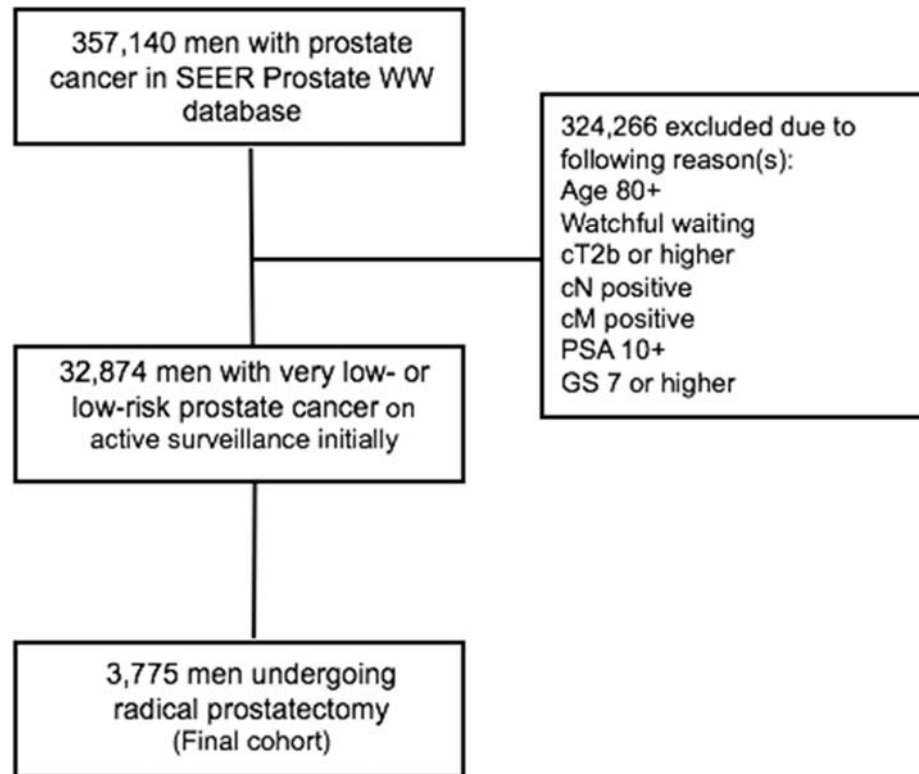 357,140 men with prostate
cancer in SEER Prostate WW
database
324,266 excluded due to
following reason(s):
Age 80+
Watchful waiting
cT2b or higher
cN positive
cM positive
PSA 10+
GS 7 or higher
32,874 men with very low- or
low-risk prostate cancer on
active surveillance initially
3,775 men undergoing
radical prostatectomy
(Final cohort)